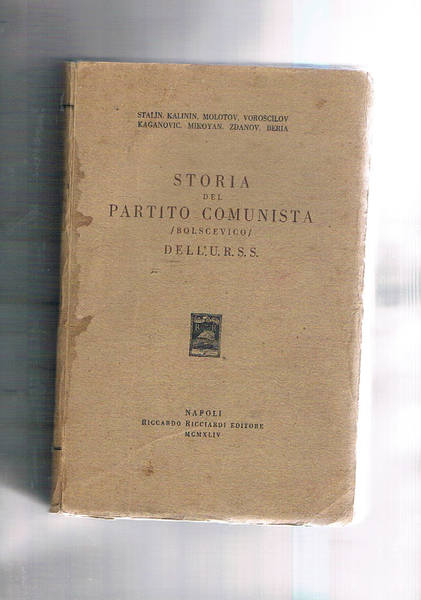 STALIN, KALININ, MOLOTOV, VOROSCILOV
KAGANOVIC, MIKOYAN, ZDANOV, BERIA
STORIA
DEL
PARTITO COMUNISTA
/BOLSCEVICO/
DELL'U.R.S.S.
R R
NAPOLI
RICCARDO RICCIARDI EDITORE
MCMXLIV